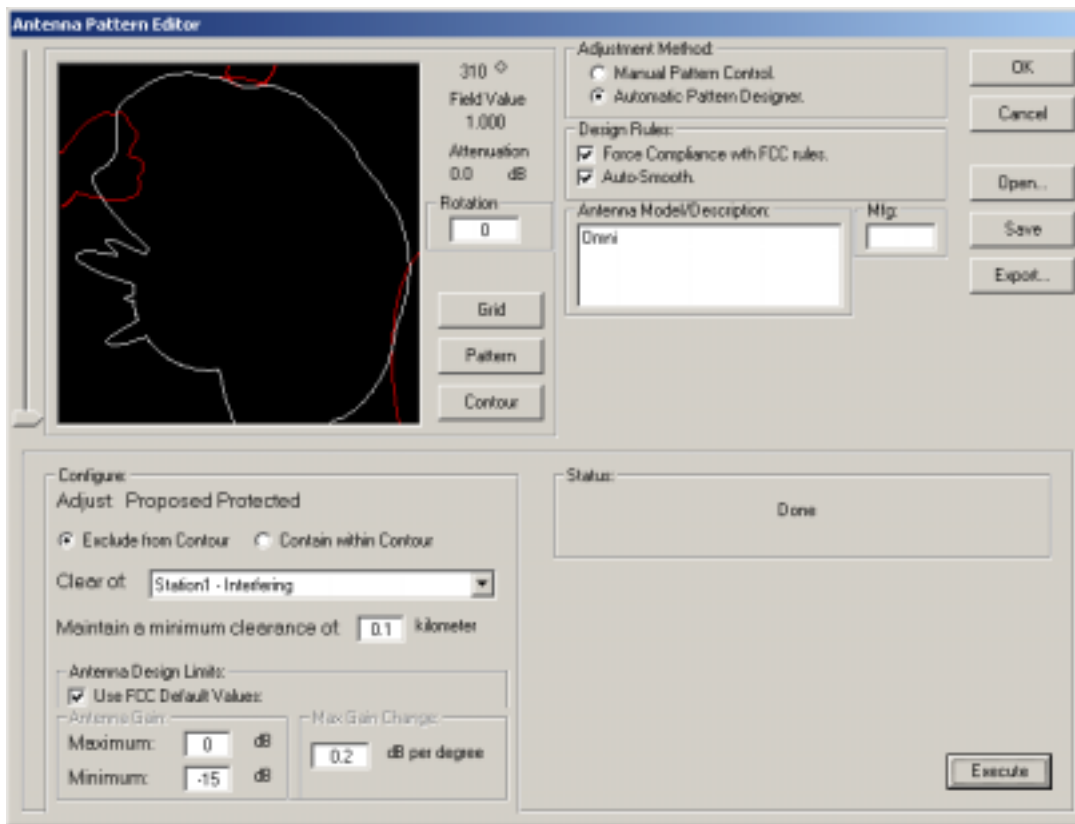 Antenna Pattern Editor
310 °
Field Value
1.000
Attenuation
0.0 dB
Rotation
0
Grid
Pattern
Contour
Adjustment Method:
Manual Pattern Control.
Automatic Pattern Designer.
Design Rules:
Force Compliance with FCC rules.
Auto-Smooth.
Antenna Model/Description:
Omni
Mfg:
OK
Cancel
Open...
Save
Export...
Configure:
Adjust Proposed Protected
Exclude from Contour
Contain within Contour
Clear of: Station1 - Interfering
Maintain a minimum clearance of: 0.1 kilometer
Antenna Design Limits:
Use FCC Default Values:
Antenna Gain:
Maximum: 0 dB
Minimum: -15 dB
Max Gain Change:
0.2 dB per degree
Status:
Done
Execute